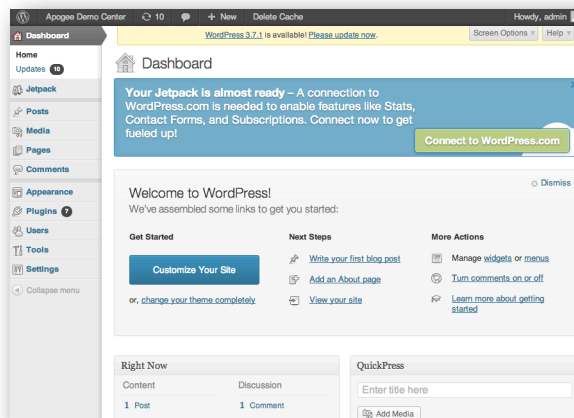 Apogee Demo Center 10 + New Delete Cache Howdy, admin
Dashboard
Home
Updates 10
Jetpack
Posts
Media
Pages
Comments
Appearance
Plugins 7
Users
Tools
Settings
Collapse menu
WordPress 3.7.1 is available! Please update now.
Screen Options Help
Dashboard
Your Jetpack is almost ready – A connection to
WordPress.com is needed to enable features like Stats,
Contact Forms, and Subscriptions. Connect now to get
fueled up!
Connect to WordPress.com
Dismiss
Welcome to WordPress!
We've assembled some links to get you started:
Get Started
Customize Your Site
or, change your theme completely
Next Steps
Write your first blog post
Add an About page
View your site
More Actions
Manage widgets or menus
Turn comments on or off
Learn more about getting
started
Right Now
Content Discussion
1 Post 1 Comment
QuickPress
Enter title here
Add Media